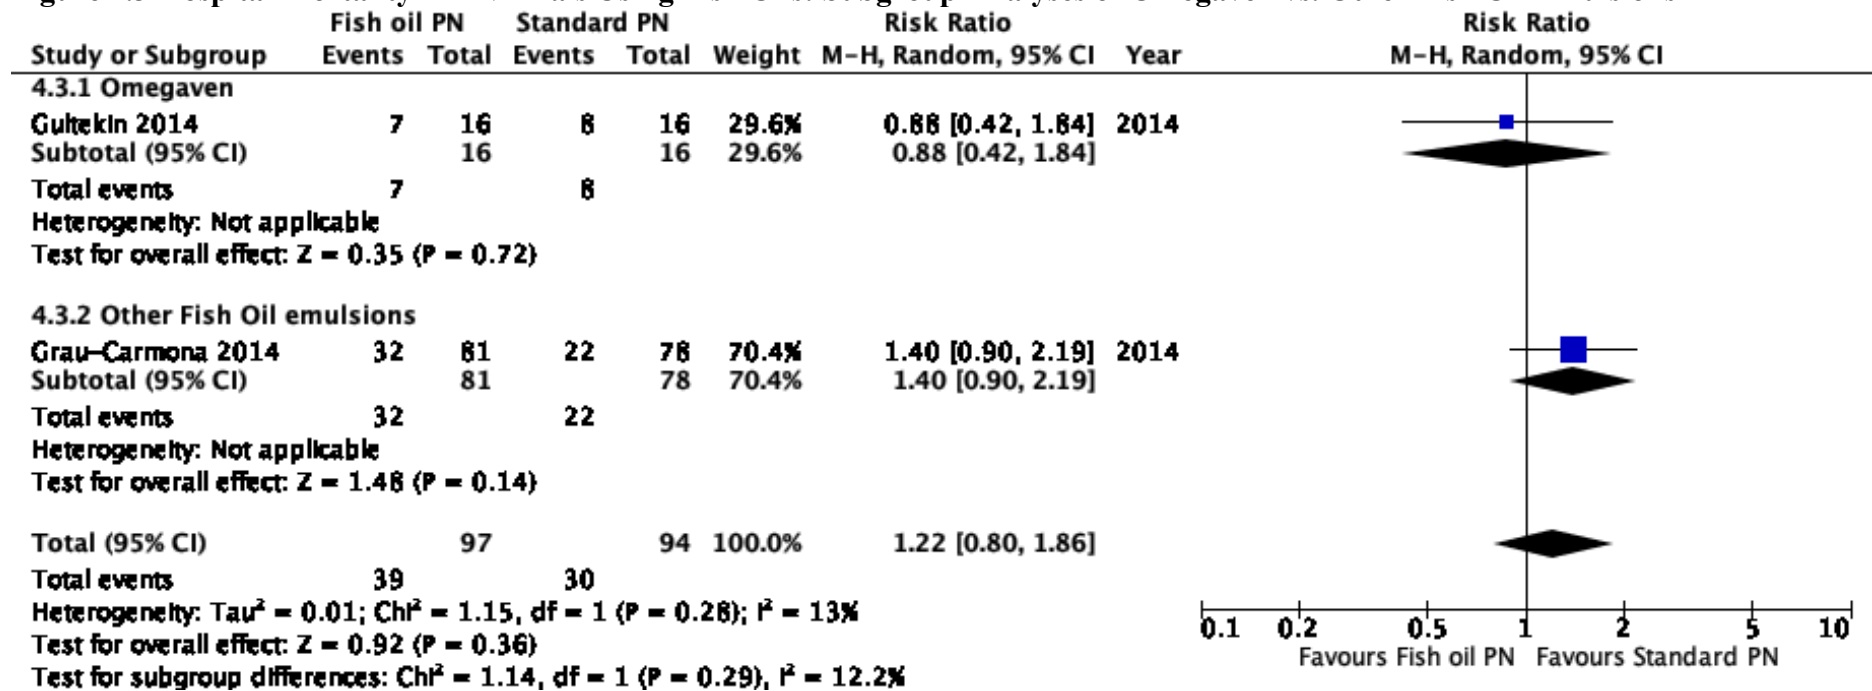 Fish oil PN Standard PN Risk Ratio Risk Ratio
Study or Subgroup Events Total Events Total Weight M-H, Random, 95% CI Year M-H, Random, 95% CI
4.3.1 Omegaven
Gultekin 2014 7 16 8 16 29.6% 0.88 [0.42, 1.84] 2014
Subtotal (95% CI) 16 16 29.6% 0.88 [0.42, 1.84]
Total events 7 8
Heterogeneity: Not applicable
Test for overall effect: Z = 0.35 (P = 0.72)
4.3.2 Other Fish Oil emulsions
Grau-Carmona 2014 32 81 22 78 70.4% 1.40 [0.90, 2.19] 2014
Subtotal (95% CI) 81 78 70.4% 1.40 [0.90, 2.19]
Total events 32 22
Heterogeneity: Not applicable
Test for overall effect: Z = 1.48 (P = 0.14)
Total (95% CI) 97 94 100.0% 1.22 [0.80, 1.86]
Total events 39 30
Heterogeneity: Tau² = 0.01; Chi² = 1.15, df = 1 (P = 0.28); I² = 13%
Test for overall effect: Z = 0.92 (P = 0.36)
Test for subgroup differences: Chi² = 1.14, df = 1 (P = 0.29), I² = 12.2%
0.1 0.2 0.5 1 2 5 10
Favours Fish oil PN Favours Standard PN